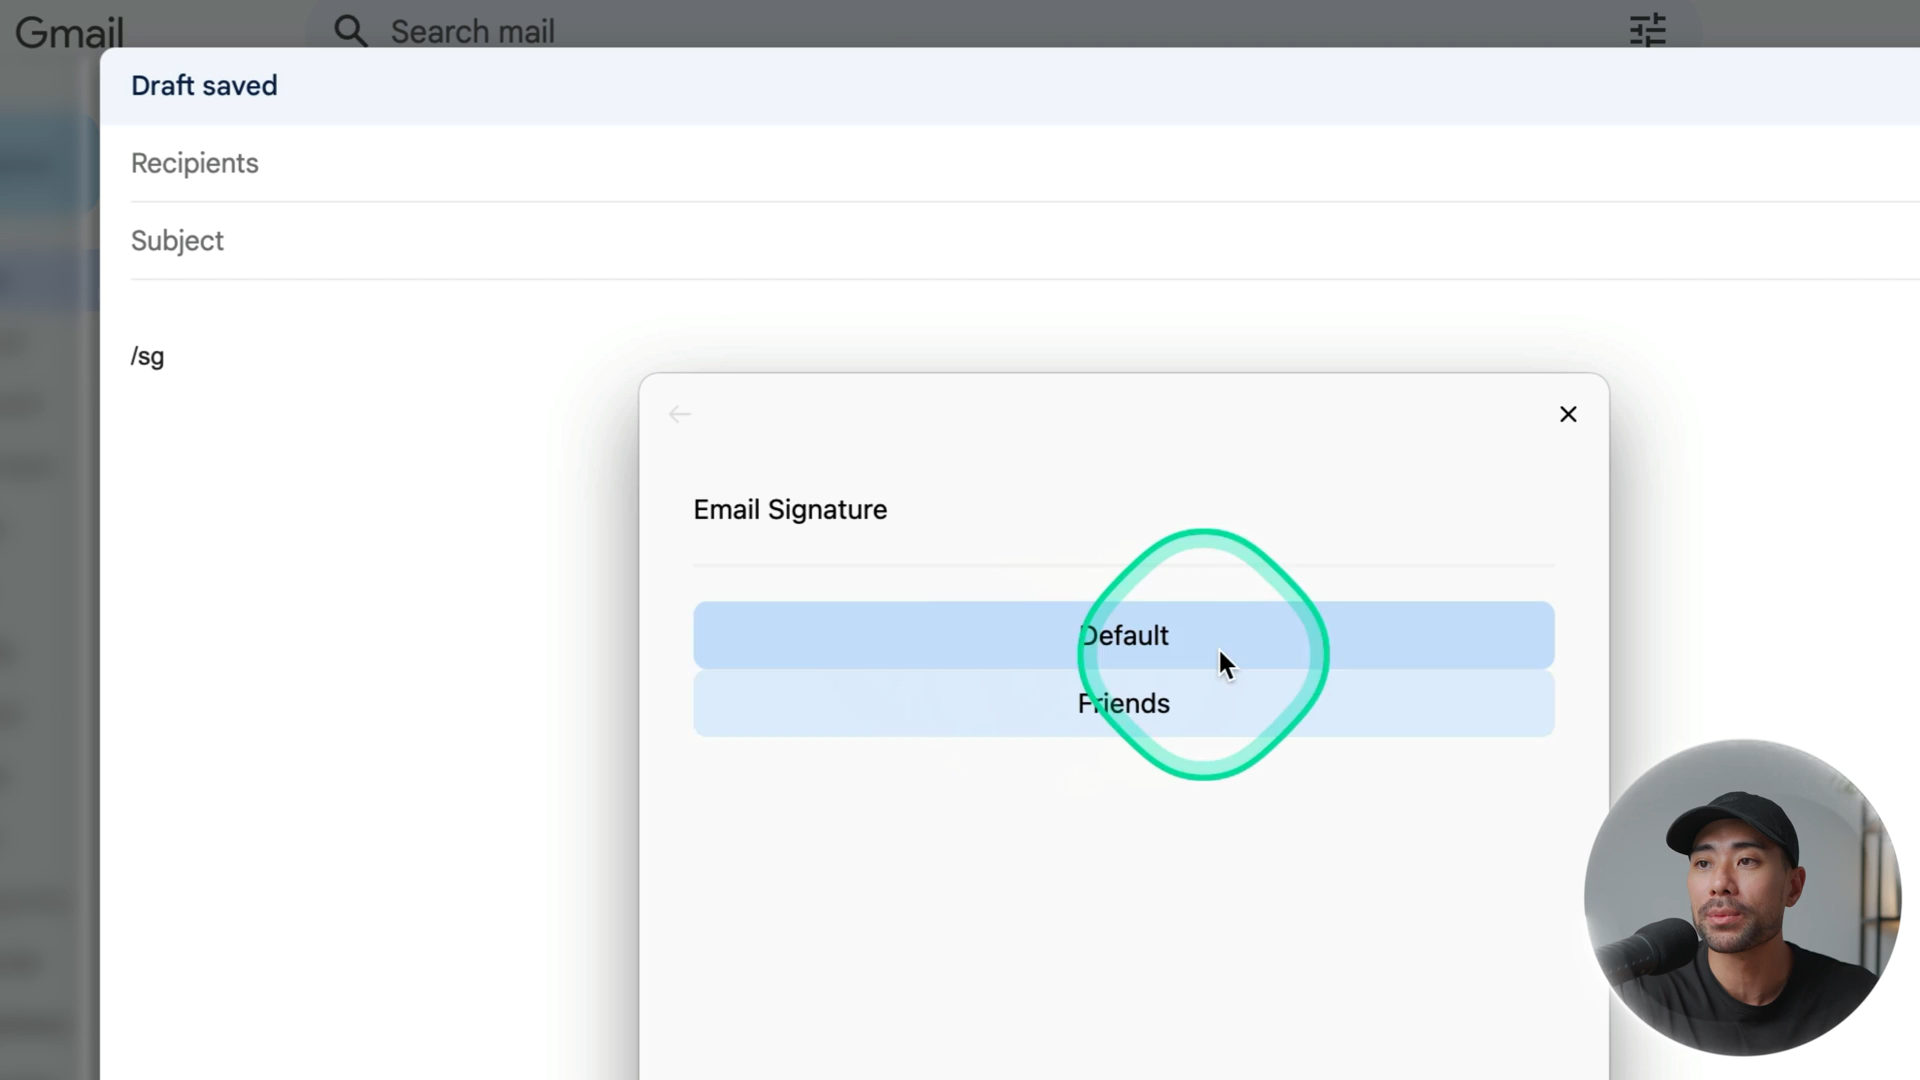 Gmail
Search mail
Draft saved
Recipients
Subject
/sg
Email Signature
Default
Friends